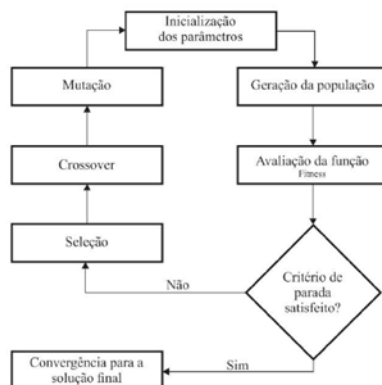 Inicialização
dos parâmetros
Mutação
Geração da população
Crossover
Avaliação da função
Fitness
Seleção
Critério de
parada
satisfeito?
Não
Sim
Convergência para a
solução final